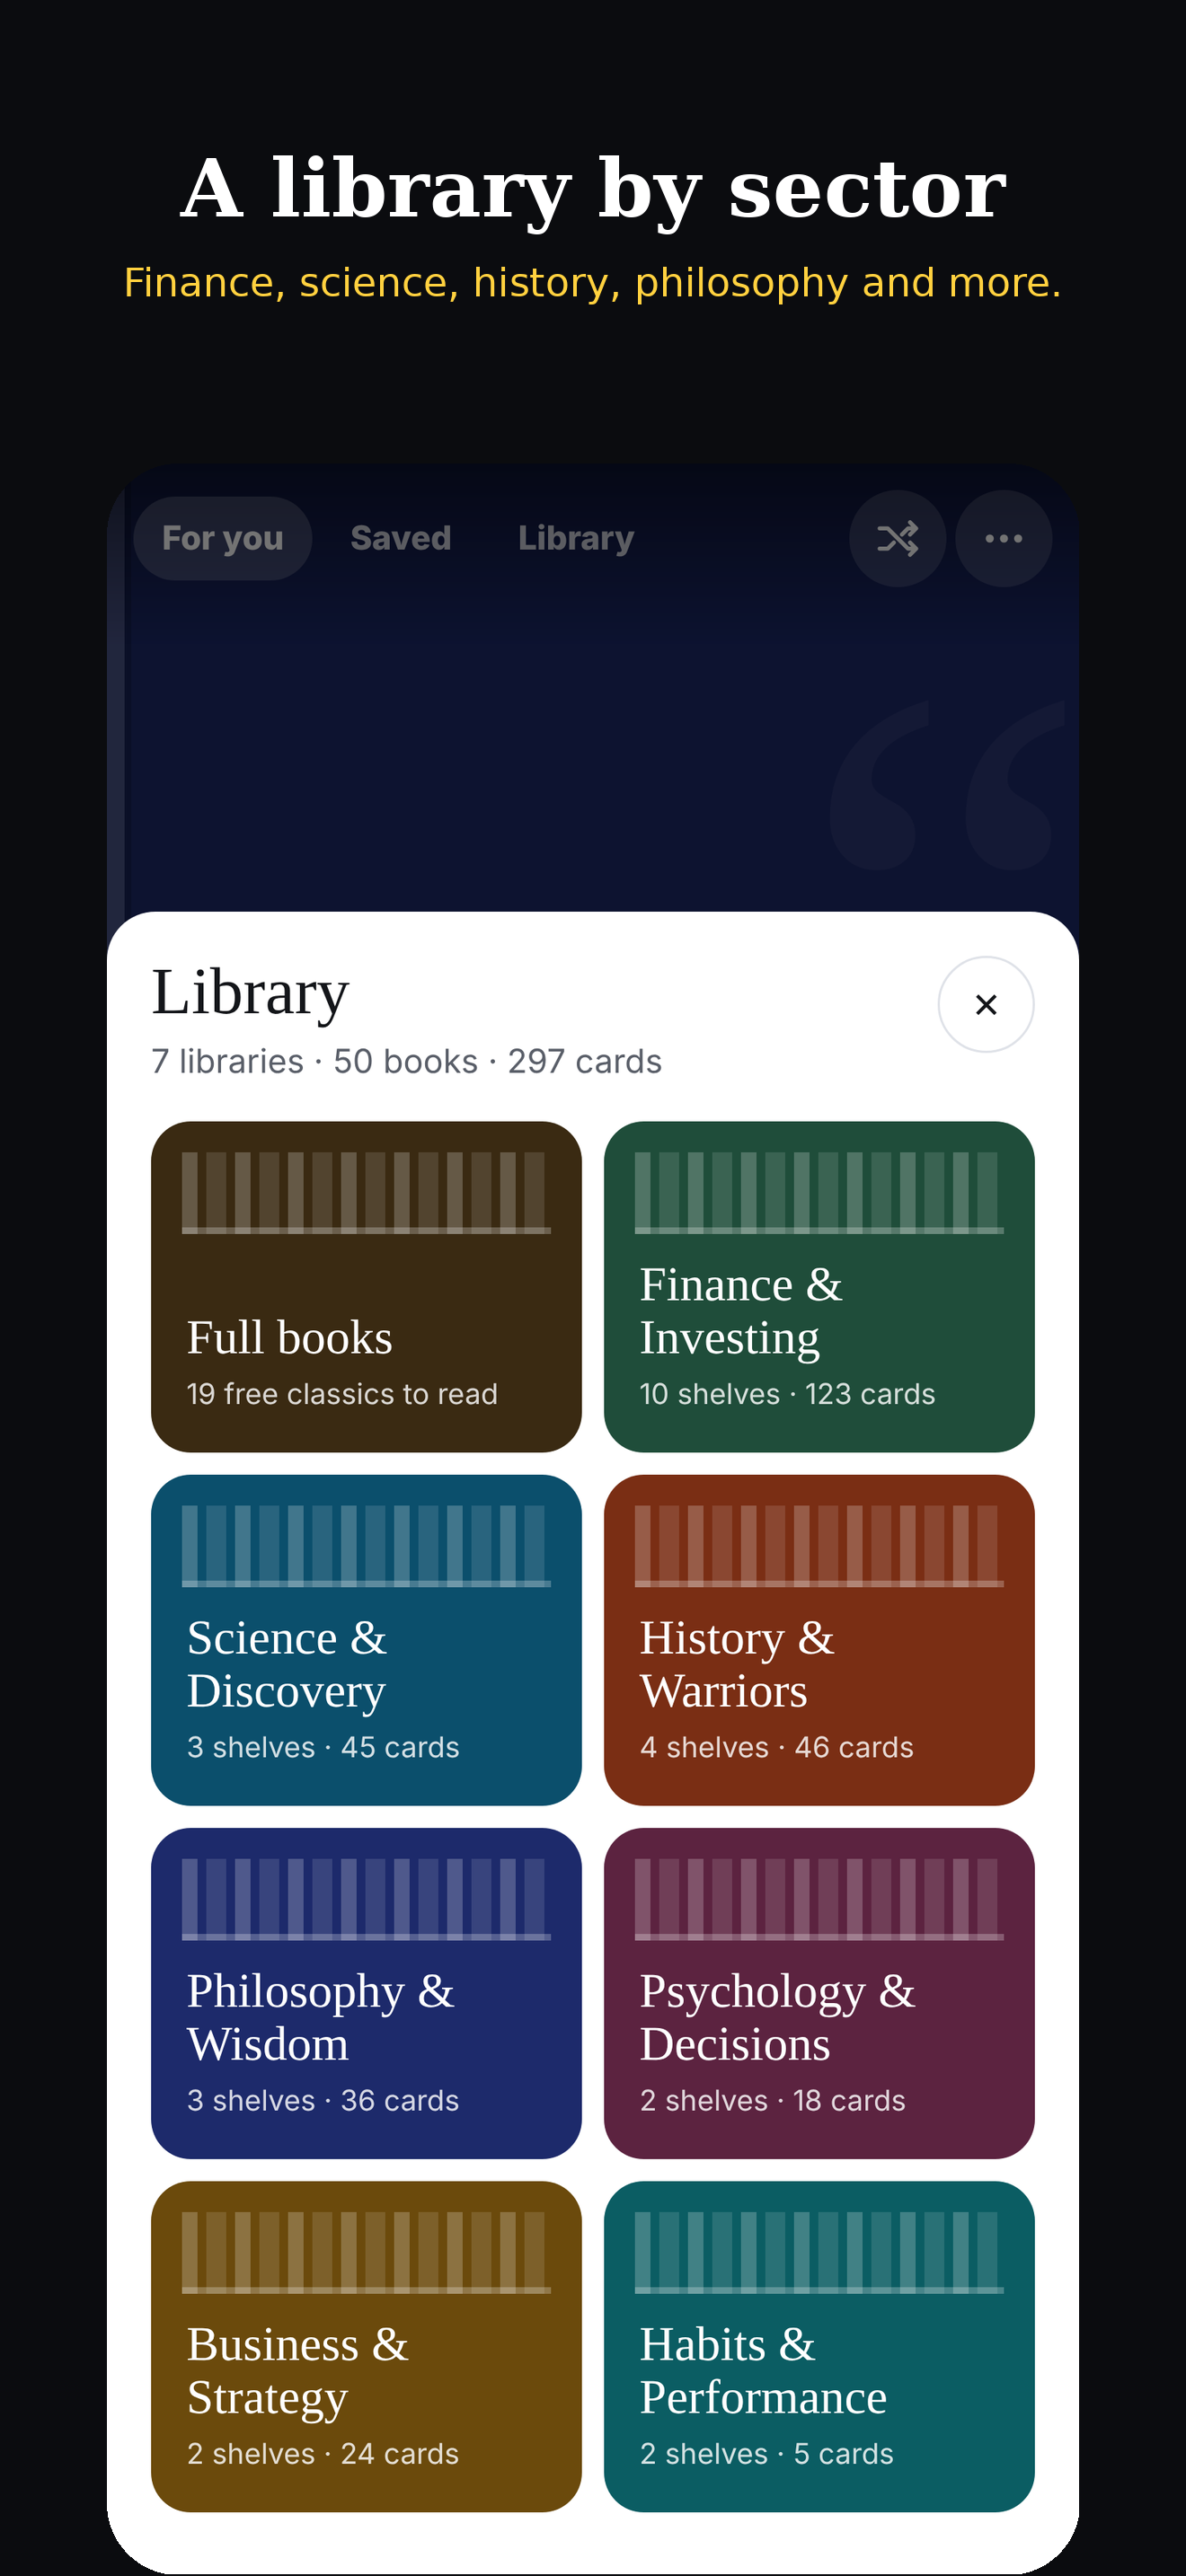 A library by sector
Finance, science, history, philosophy and more.
For you Saved Library
Library
7 libraries · 50 books · 297 cards
Full books
19 free classics to read
Finance &
Investing
10 shelves · 123 cards
Science &
Discovery
3 shelves · 45 cards
History &
Warriors
4 shelves · 46 cards
Philosophy &
Wisdom
3 shelves · 36 cards
Psychology &
Decisions
2 shelves · 18 cards
Business &
Strategy
2 shelves · 24 cards
Habits &
Performance
2 shelves · 5 cards